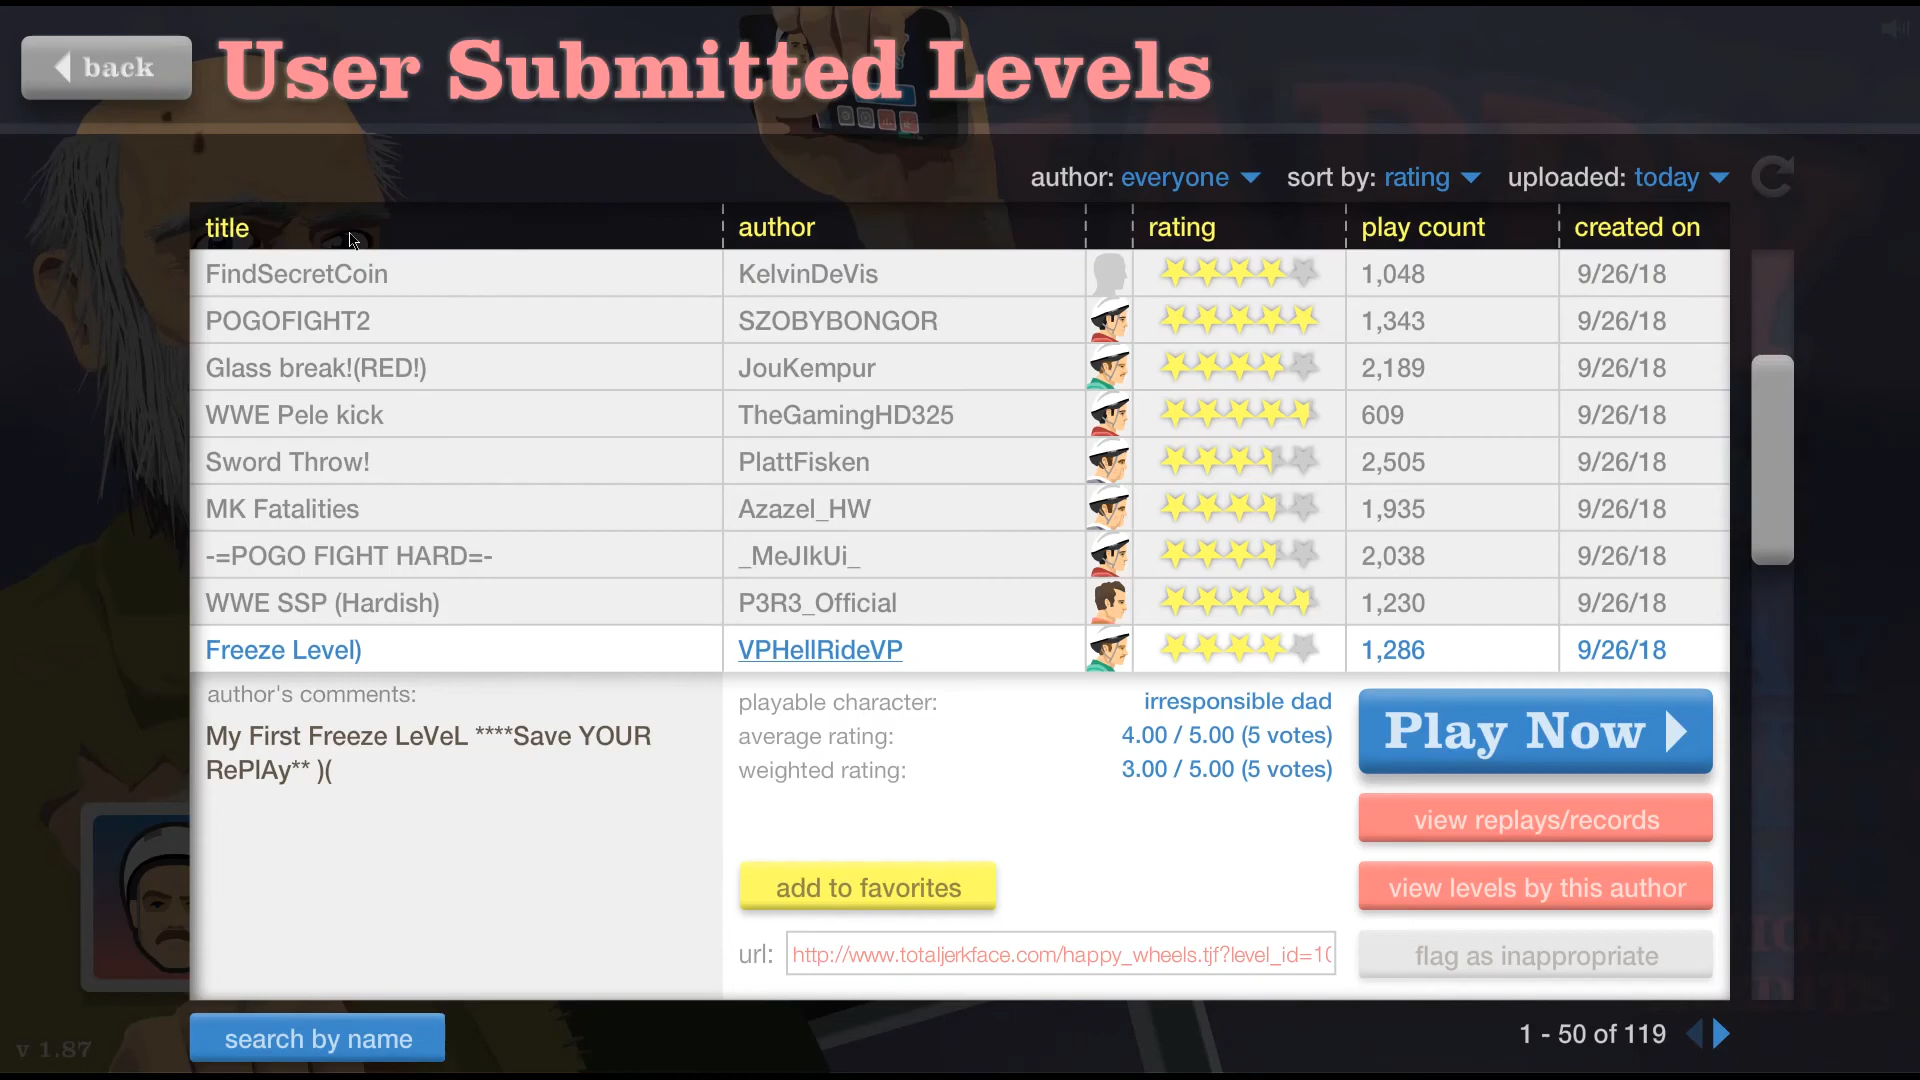 back
User Submitted Levels
author: everyone sort by: rating uploaded: today
title author rating play count created on
FindSecretCoin KelvinDeVis 1,048 9/26/18
POGOFIGHT2 SZOBYBONGOR 1,343 9/26/18
Glass break!(RED!) JouKempur 2,189 9/26/18
WWE Pele kick TheGamingHD325 609 9/26/18
Sword Throw! PlattFisken 2,505 9/26/18
MK Fatalities Azazel_HW 1,935 9/26/18
-=POGO FIGHT HARD=- _MeJIkUi_ 2,038 9/26/18
WWE SSP (Hardish) P3R3_Official 1,230 9/26/18
Freeze Level) VPHellRideVP 1,286 9/26/18
author's comments:
My First Freeze LeVeL ****Save YOUR
RePlAy** )(
playable character: irresponsible dad
average rating: 4.00 / 5.00 (5 votes)
weighted rating: 3.00 / 5.00 (5 votes)
Play Now
view replays/records
add to favorites
view levels by this author
url: http://www.totaljerkface.com/happy_wheels.tjf?level_id=10
flag as inappropriate
v 1.87
search by name
1 - 50 of 119